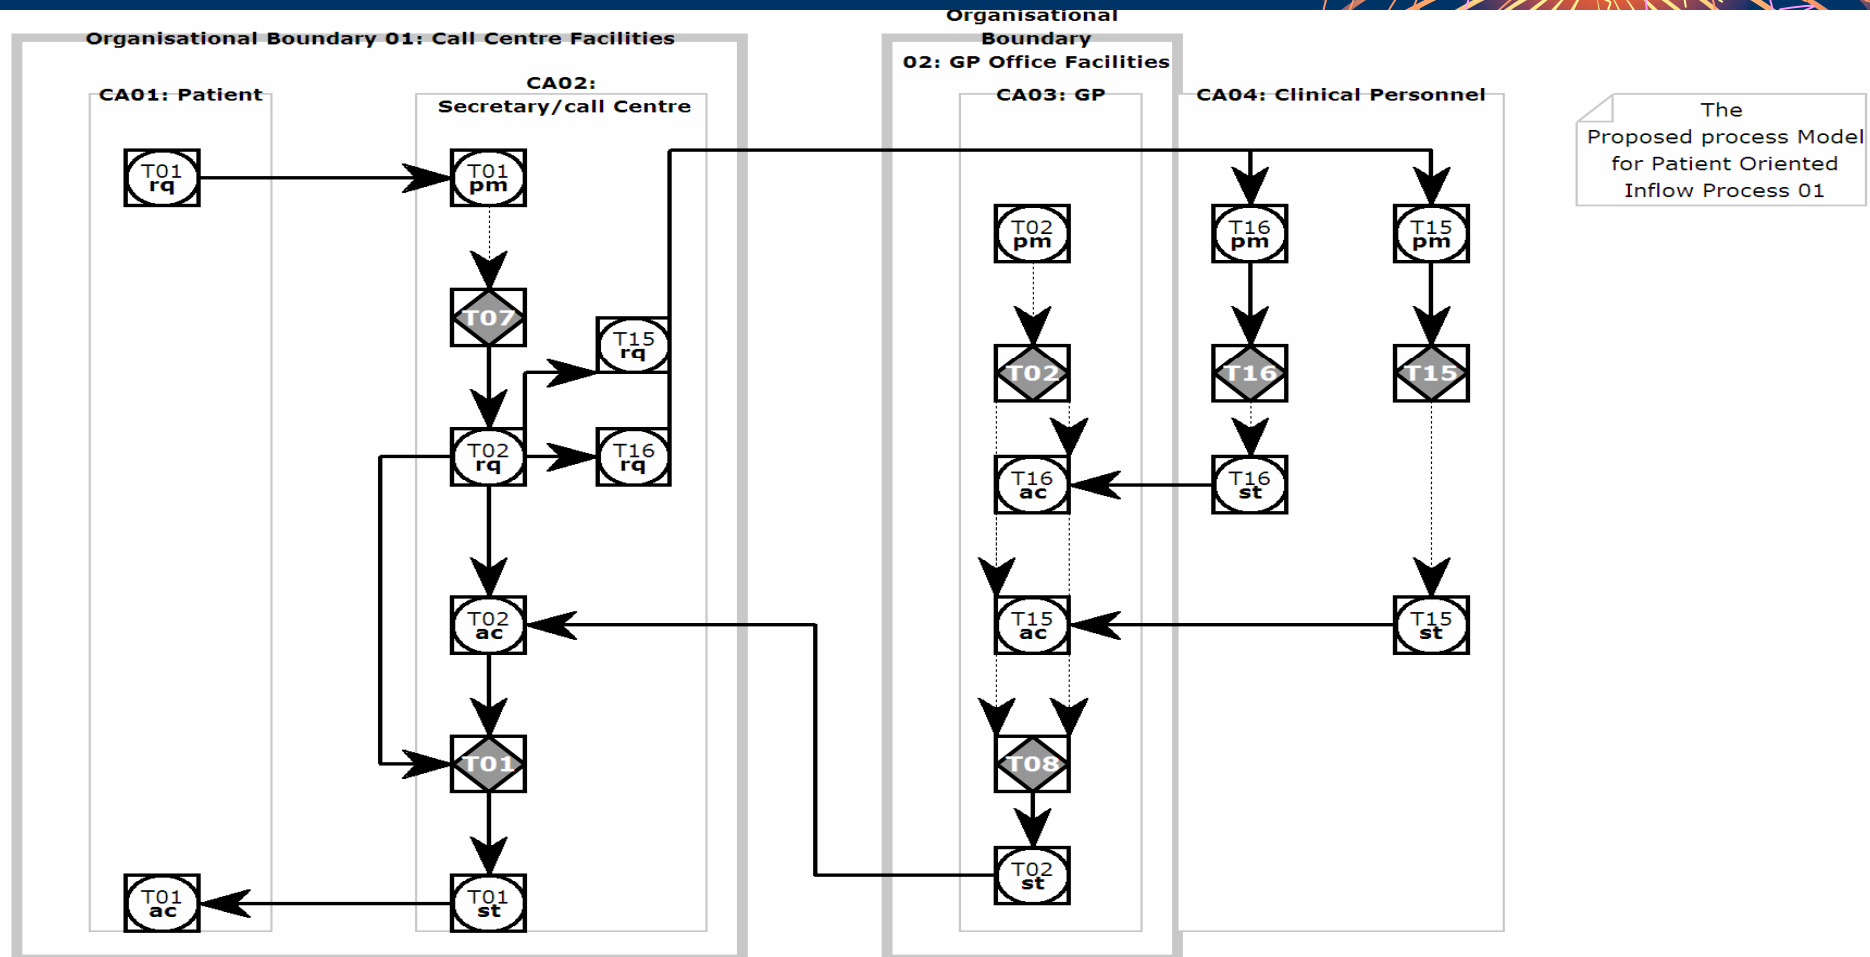 Organisational
Boundary
02: GP Office Facilities
Organisational Boundary 01: Call Centre Facilities
CA01: Patient
CA02:
Secretary/call Centre
CA03: GP
CA04: Clinical Personnel
The
Proposed process Model
for Patient Oriented
Inflow Process 01
T01
rq
T01
pm
T02
pm
T16
pm
T15
pm
T07
T15
rq
T02
T16
T15
T02
rq
T16
rq
T16
ac
T16
st
T02
ac
T15
ac
T15
st
T01
T08
T02
st
T01
ac
T01
st